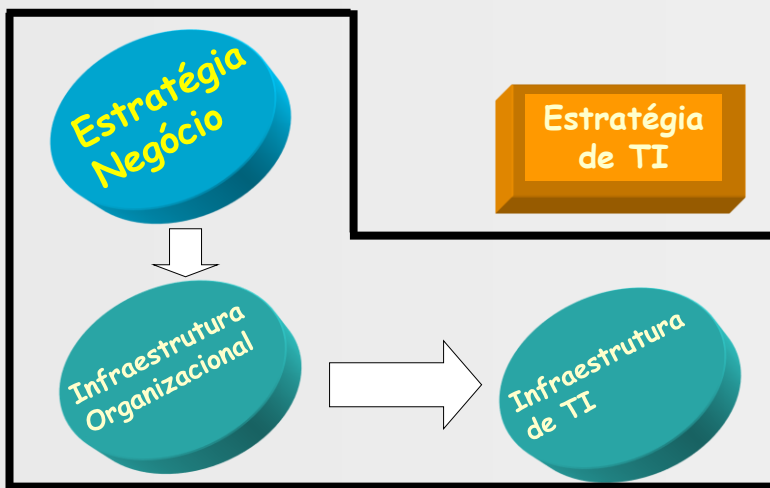 Estratégia
Negócio
Estratégia
de TI
Infraestrutura
Organizacional
Infraestrutura
de TI